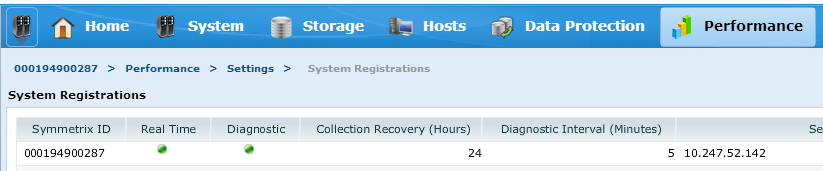 Home System Storage Hosts Data Protection Performance
000194900287 > Performance > Settings > System Registrations
System Registrations
Symmetrix ID Real Time Diagnostic Collection Recovery (Hours) Diagnostic Interval (Minutes) Se
000194900287 24 5 10.247.52.142